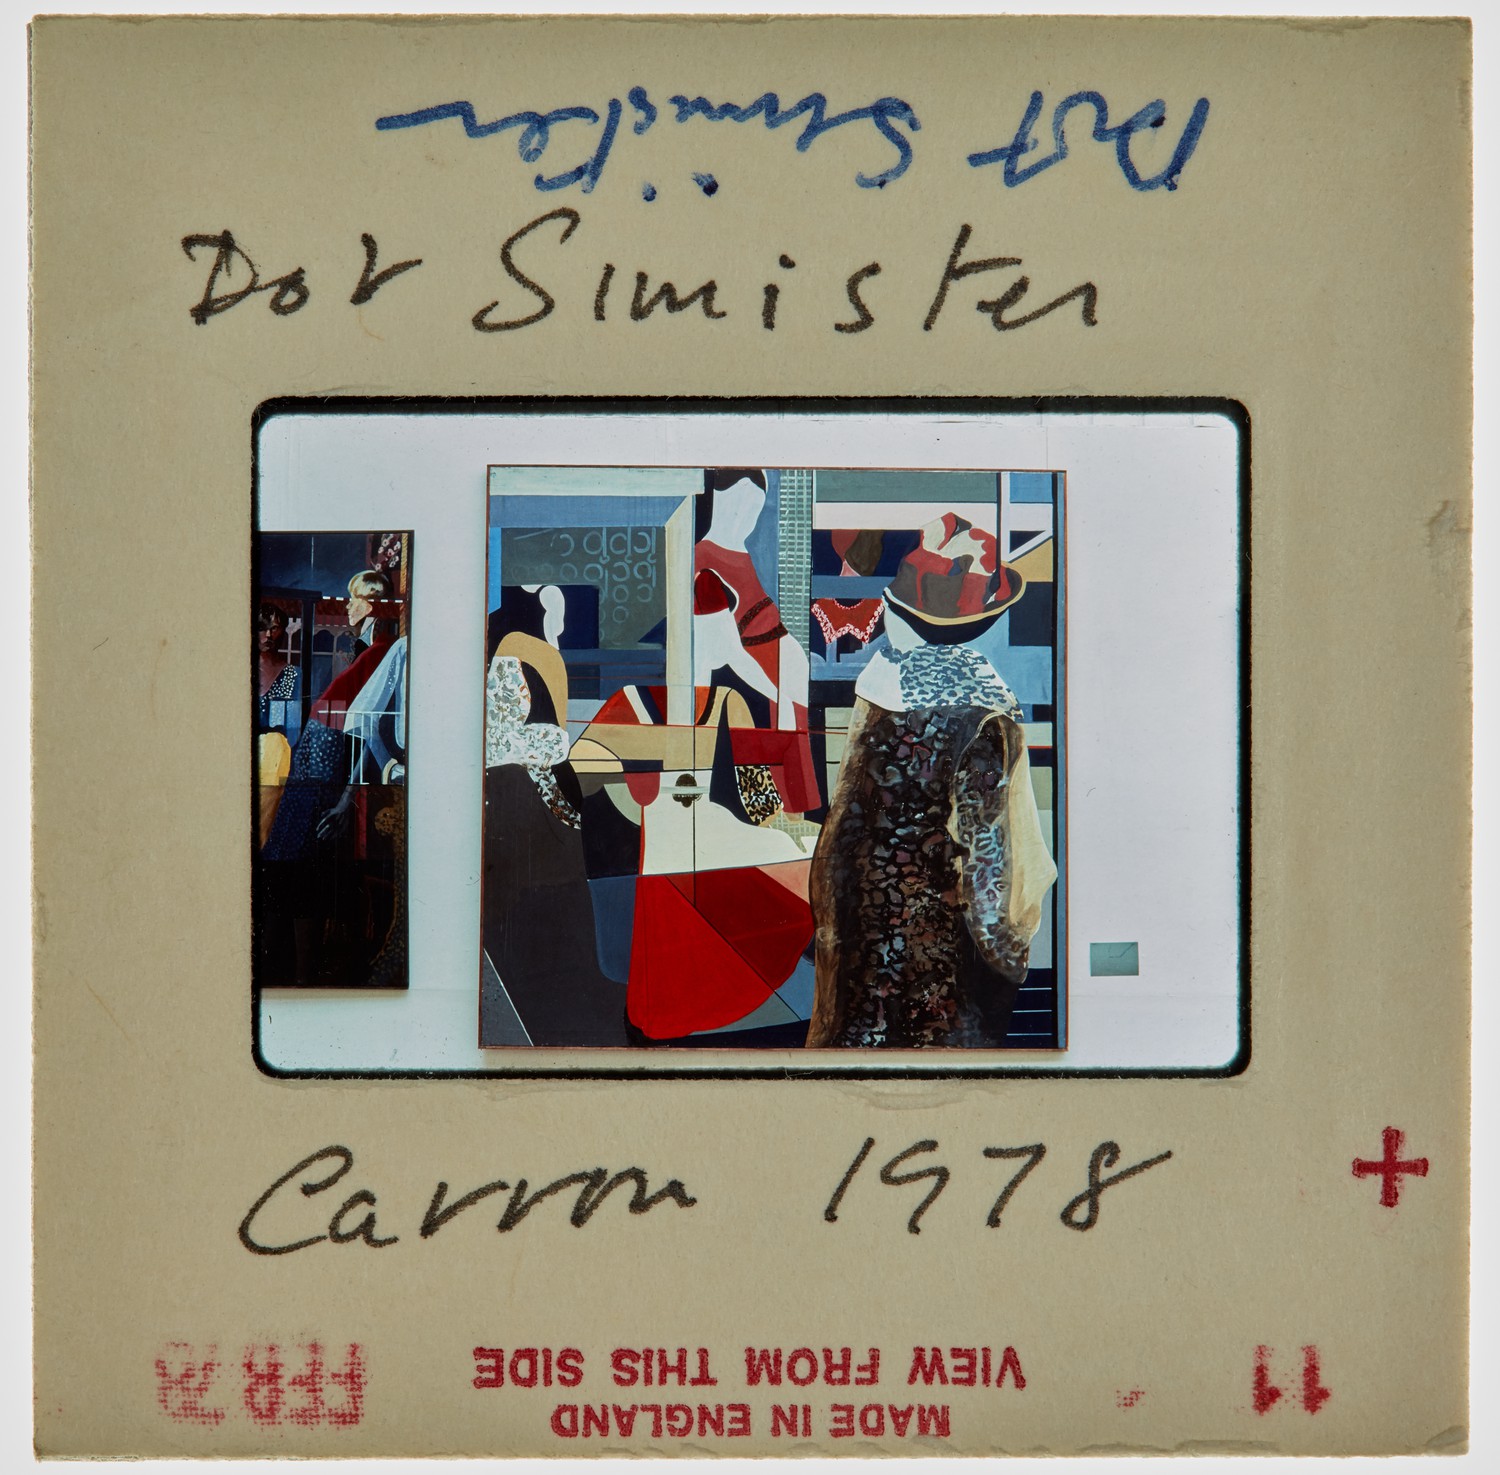 Dot Simister
Dot Simister
Carron 1978
FEB 78
VIEW FROM THIS SIDE
11
MADE IN ENGLAND